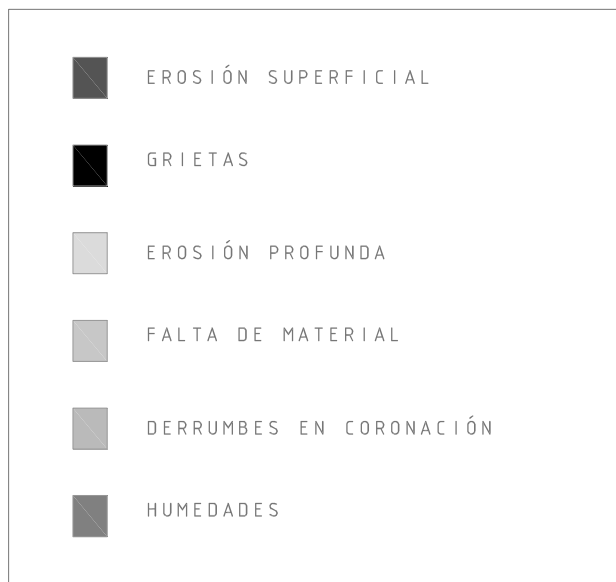 EROSIÓN SUPERFICIAL
GRIETAS
EROSIÓN PROFUNDA
FALTA DE MATERIAL
DERRUMBES EN CORONACIÓN
HUMEDADES